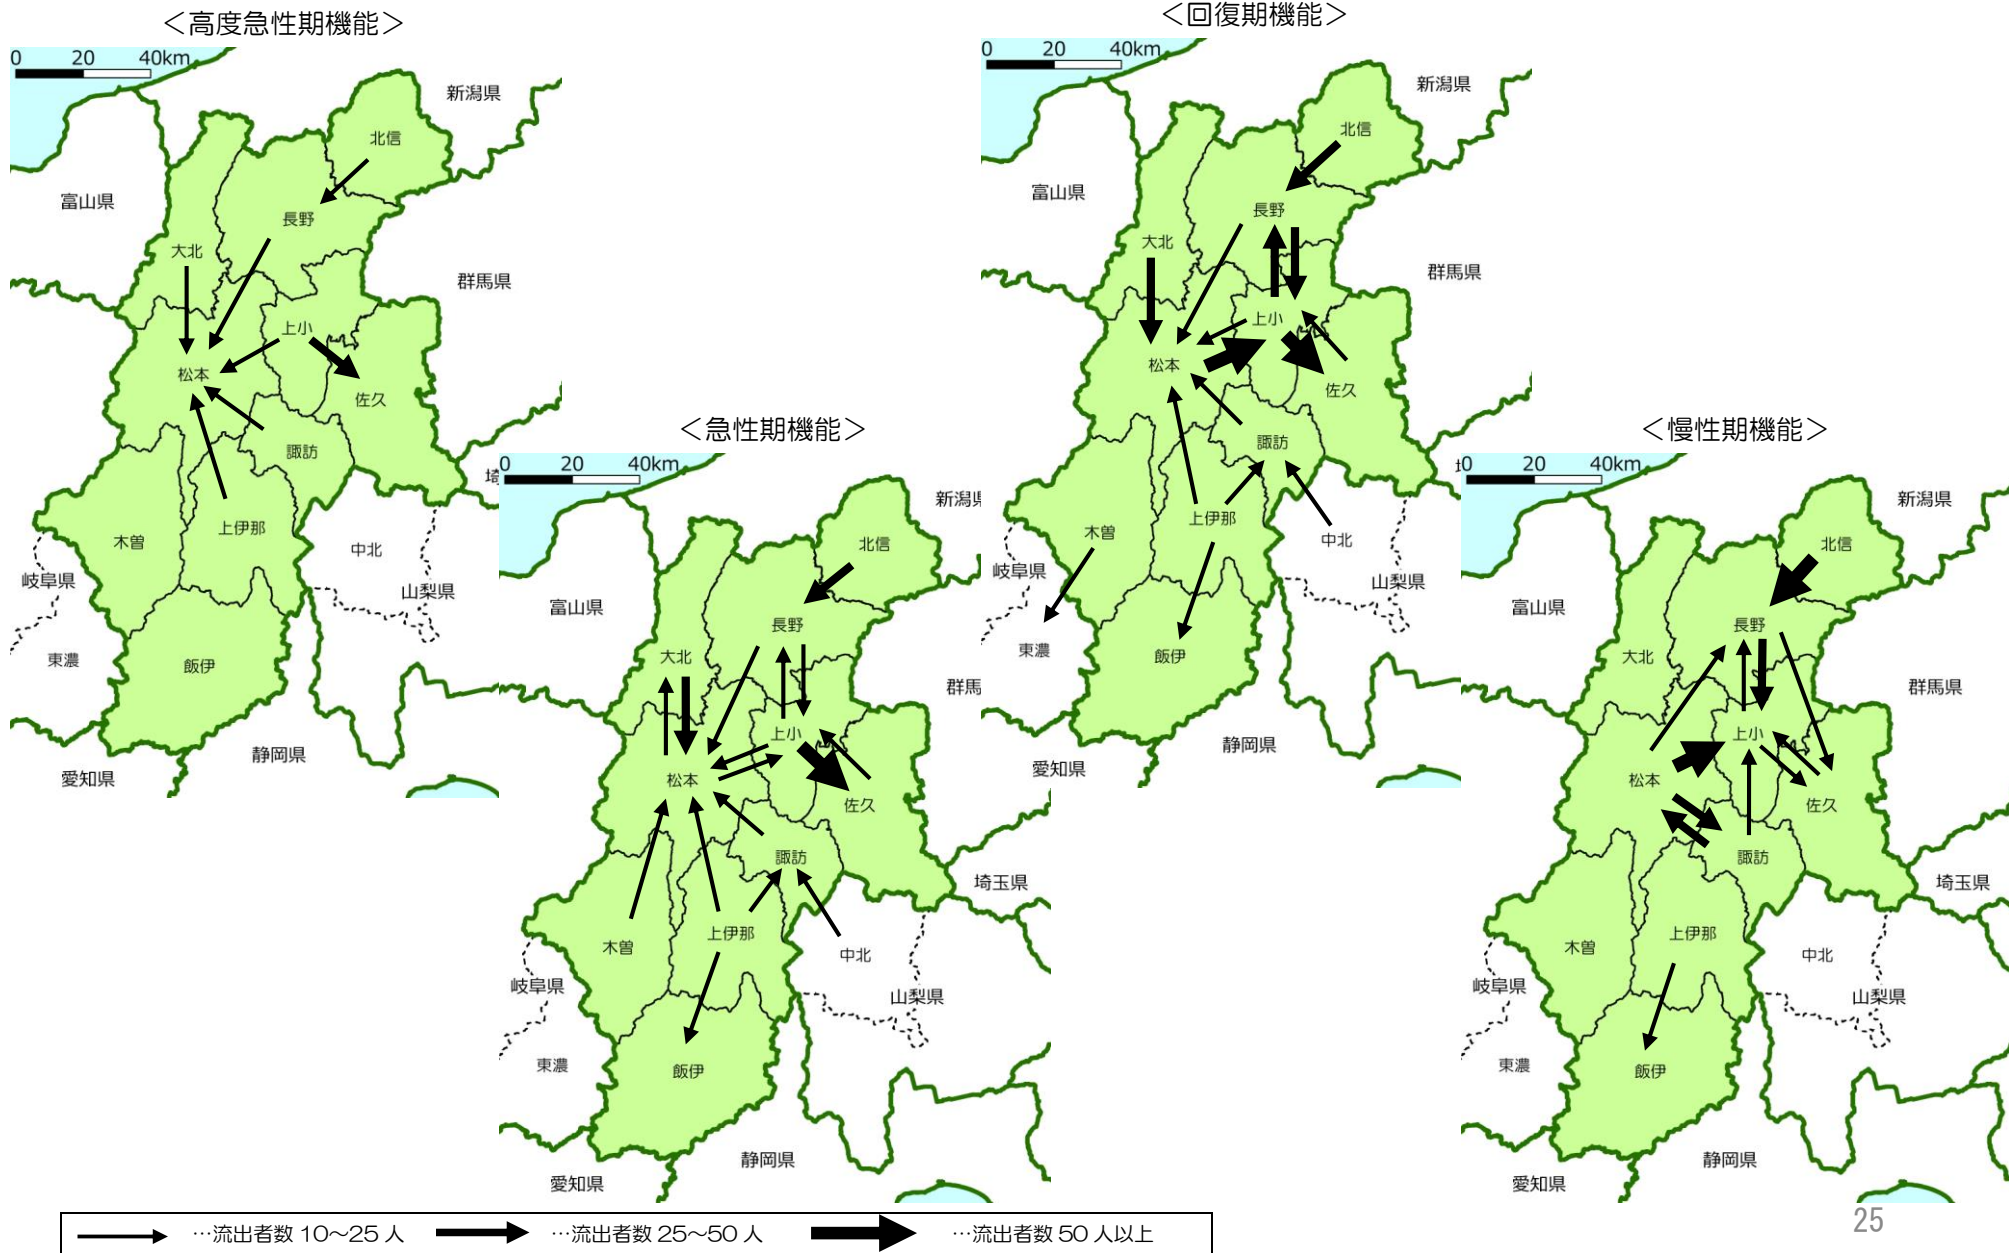 ＜高度急性期機能＞
0 20 40km
新潟県
北信
富山県
長野
大北
群馬県
上小
松本
佐久
諏訪
埼
上伊那
木曽
中北
岐阜県
山梨県
東濃
飯伊
静岡県
愛知県
＜急性期機能＞
0 20 40km
新潟
北信
富山県
長野
大北
群馬
上小
松本
佐久
諏訪
埼玉県
上伊那
木曽
中北
岐阜県
山梨県
東濃
飯伊
静岡県
愛知県
＜回復期機能＞
0 20 40km
新潟県
北信
富山県
長野
大北
群馬県
上小
松本
佐久
諏訪
上伊那
木曽
中北
岐阜県
山梨県
東濃
飯伊
静岡県
愛知県
＜慢性期機能＞
0 20 40km
新潟県
北信
富山県
長野
大北
群馬県
上小
松本
佐久
諏訪
埼玉県
上伊那
木曽
中北
岐阜県
山梨県
東濃
飯伊
静岡県
愛知県
…流出者数 10～25 人 …流出者数 25～50 人 …流出者数 50 人以上
25